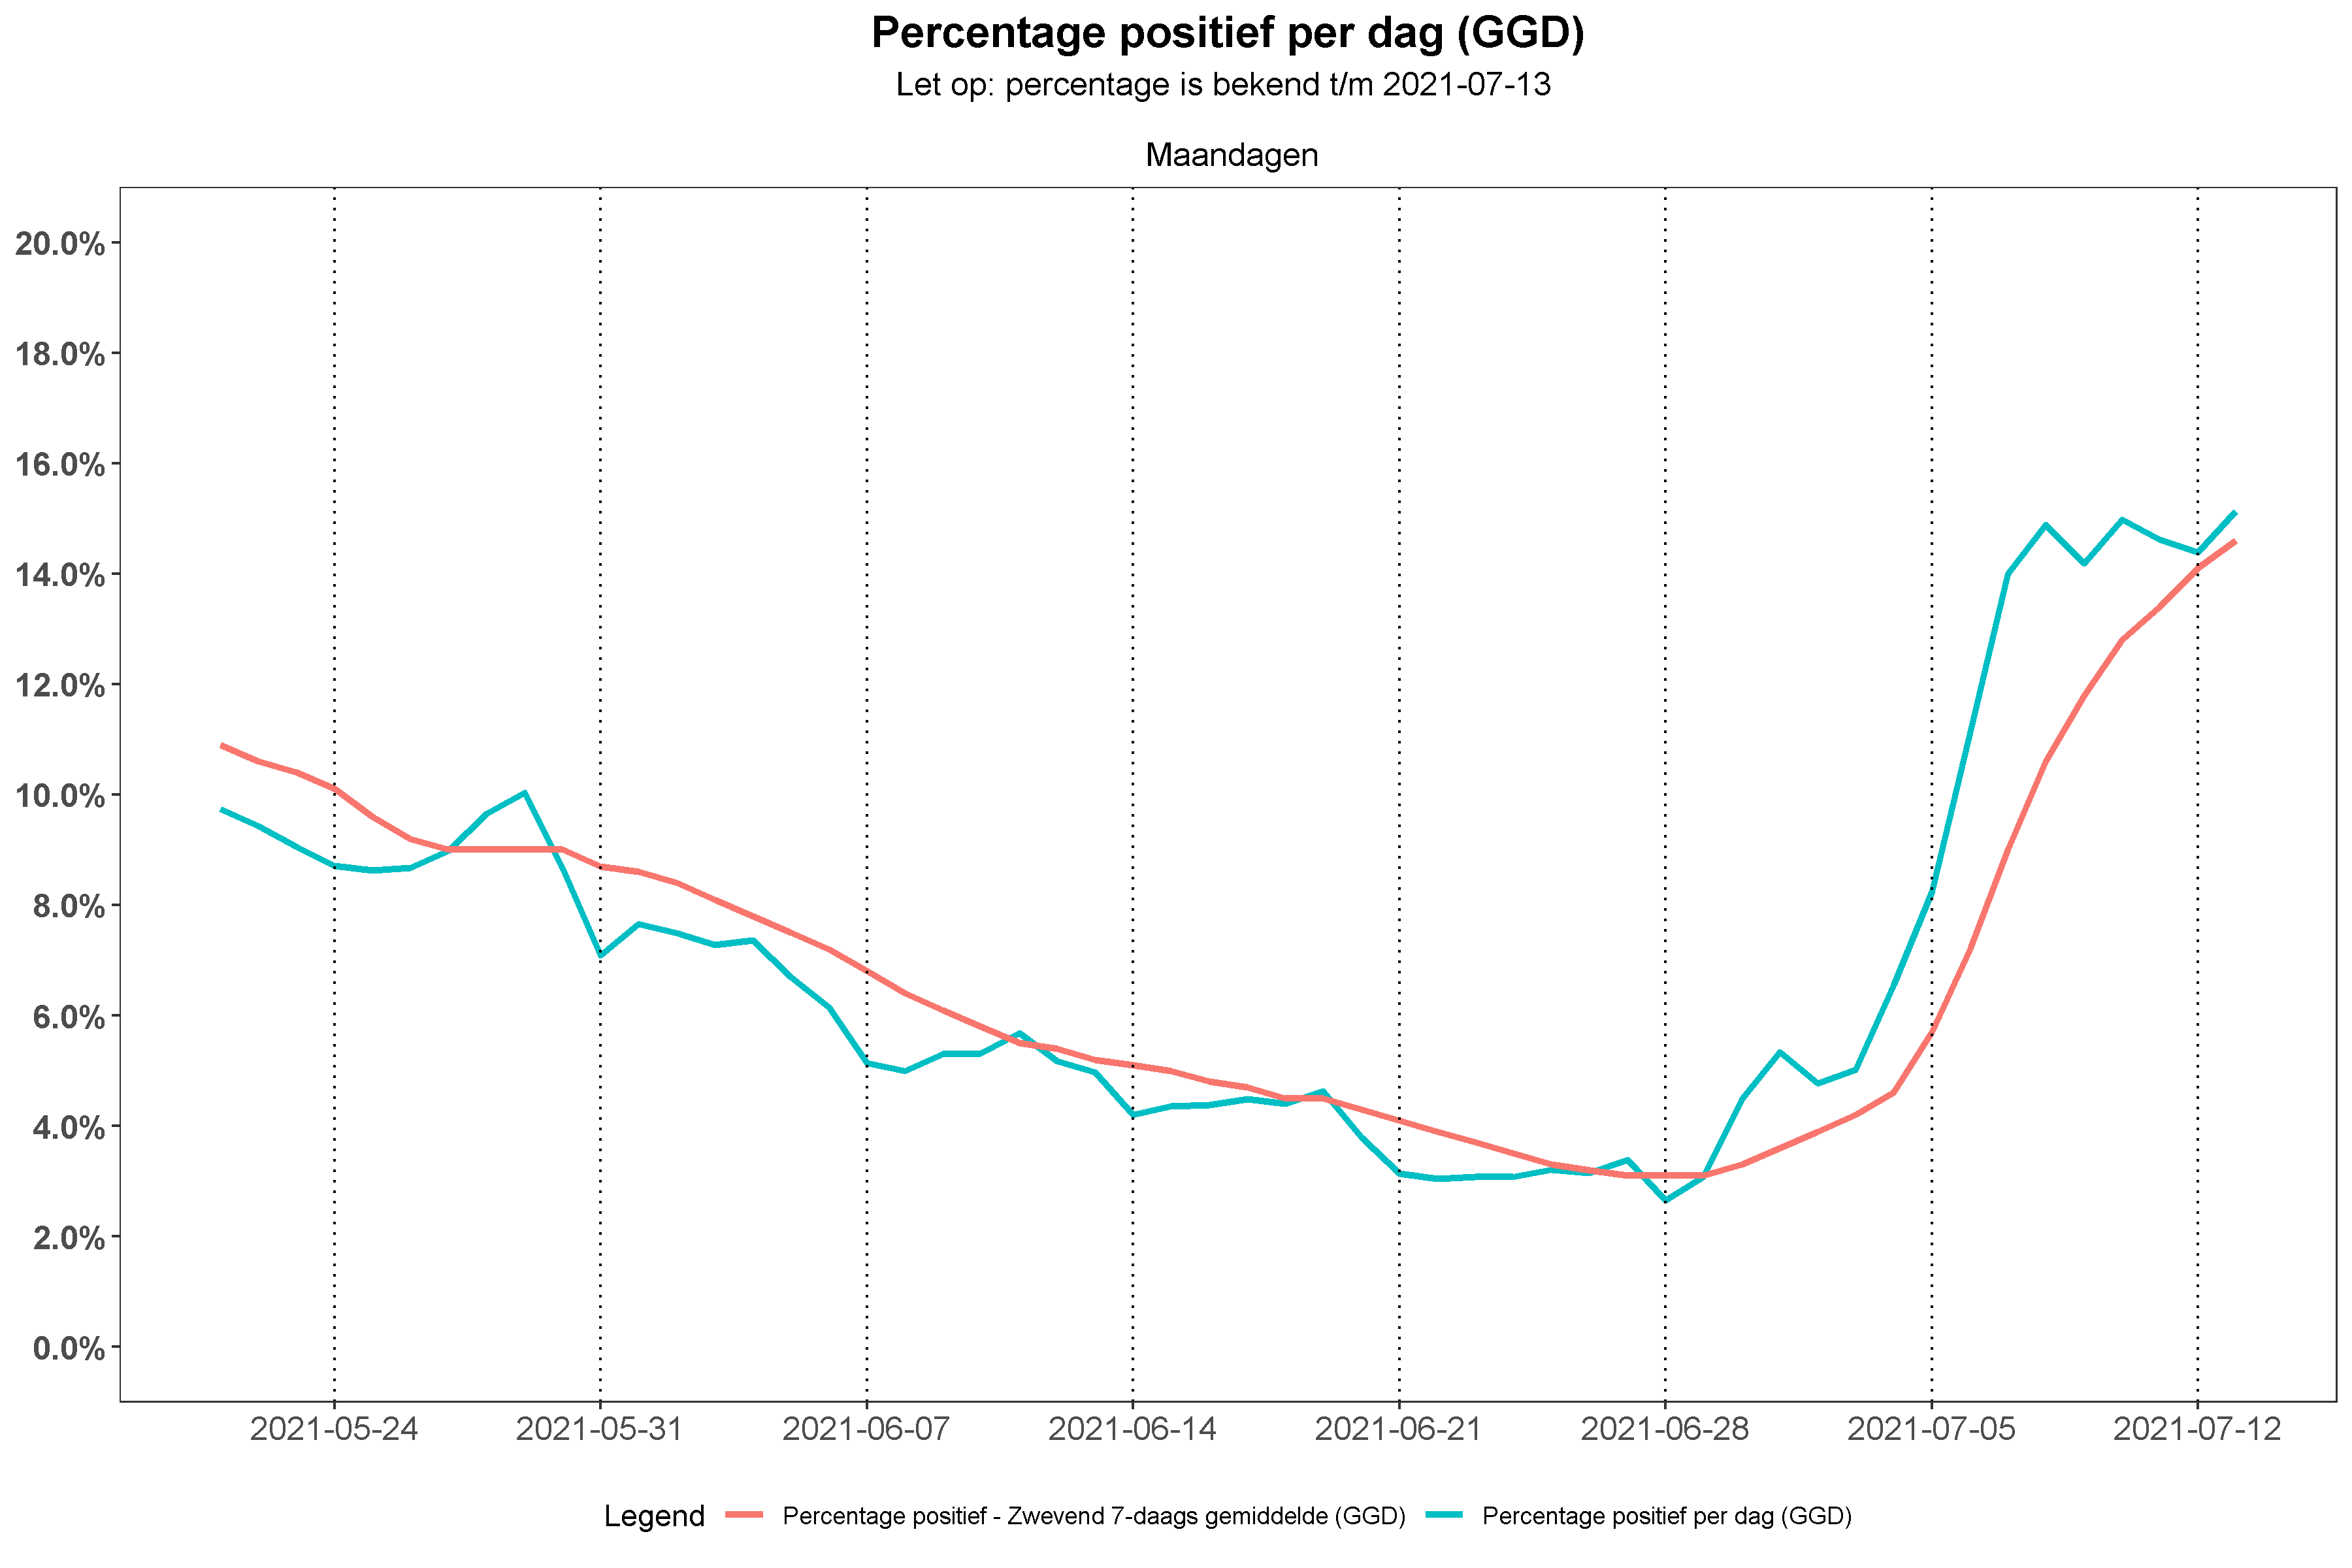 Percentage positief per dag (GGD)
Let op: percentage is bekend t/m 2021-07-13
Maandagen
20.0%
18.0%
16.0%
14.0%
12.0%
10.0%
8.0%
6.0%
4.0%
2.0%
0.0%
2021-05-24 2021-05-31 2021-06-07 2021-06-14 2021-06-21 2021-06-28 2021-07-05 2021-07-12
Legend Percentage positief - Zwevend 7-daags gemiddelde (GGD) Percentage positief per dag (GGD)